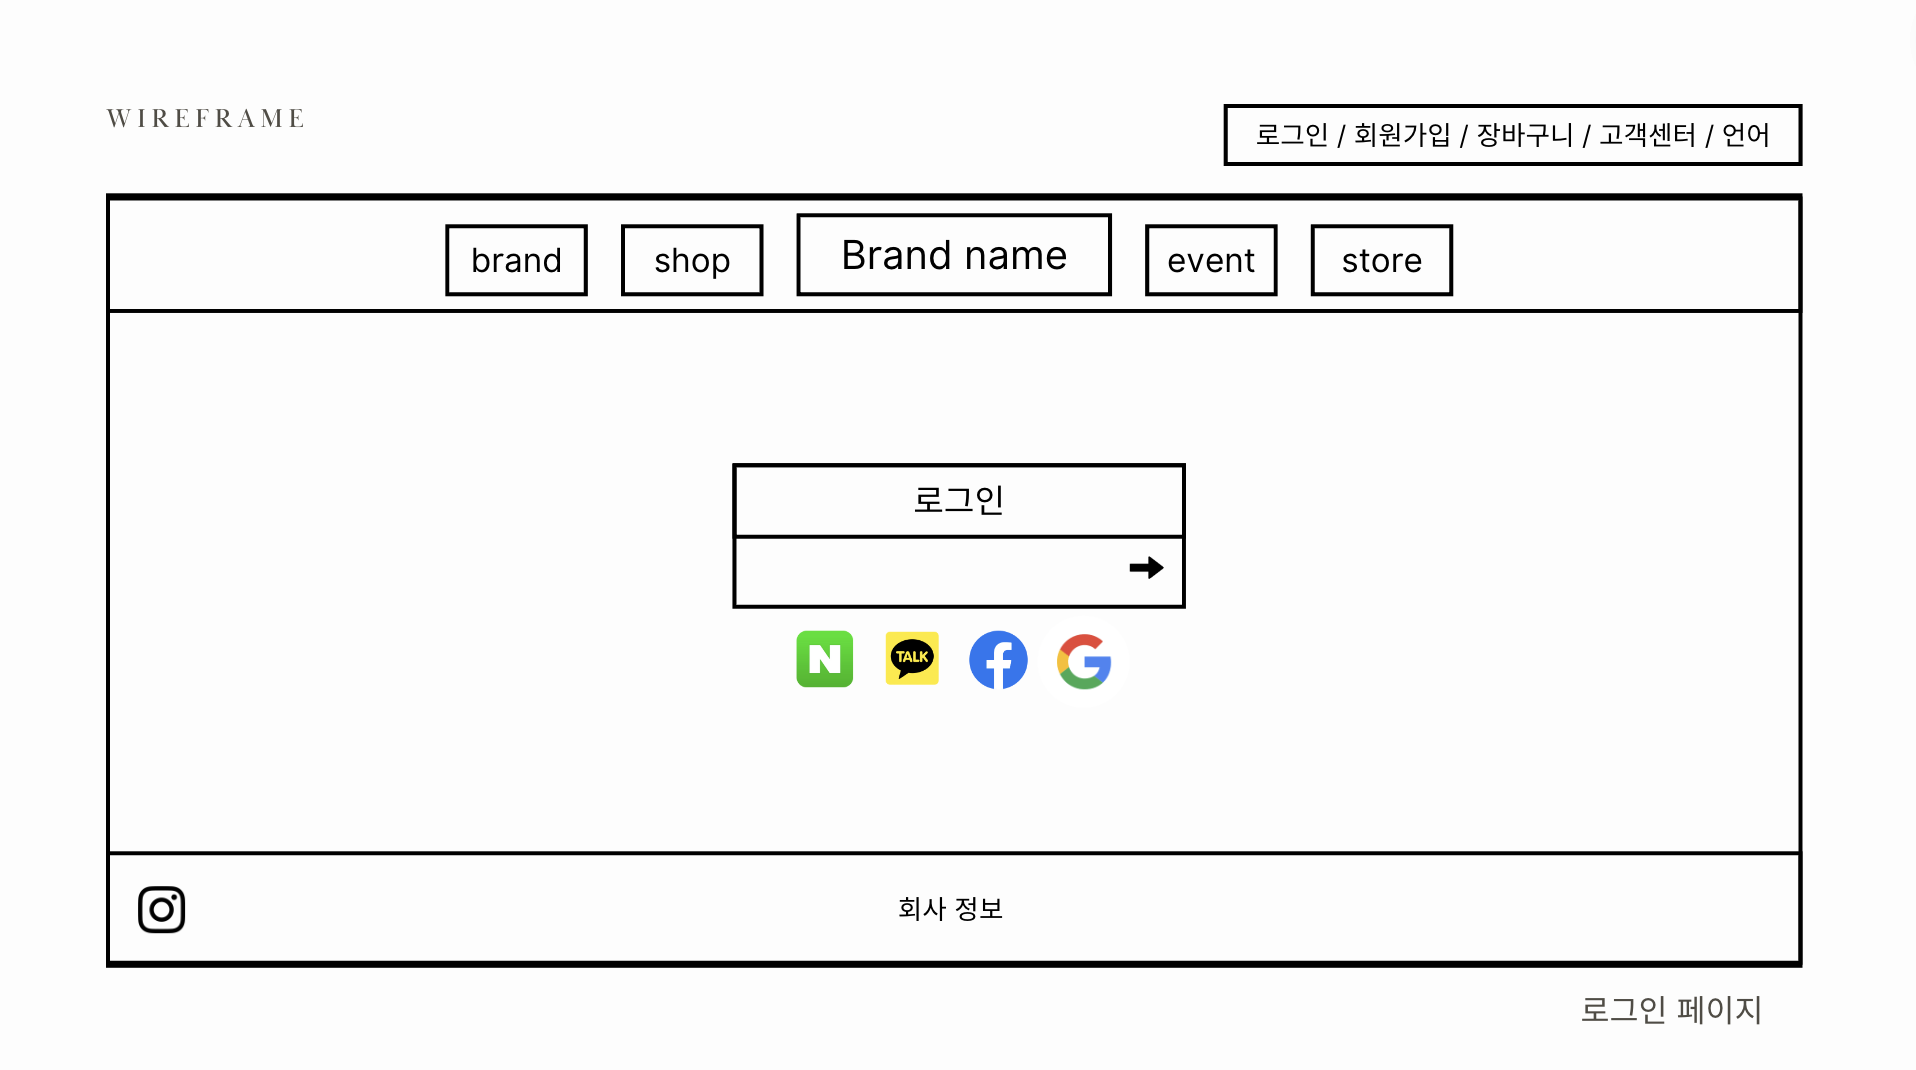 WIREFRAME
로그인 / 회원가입 / 장바구니 / 고객센터 / 언어
brand shop Brand name event store
로그인
N TALK f G
회사 정보
로그인 페이지